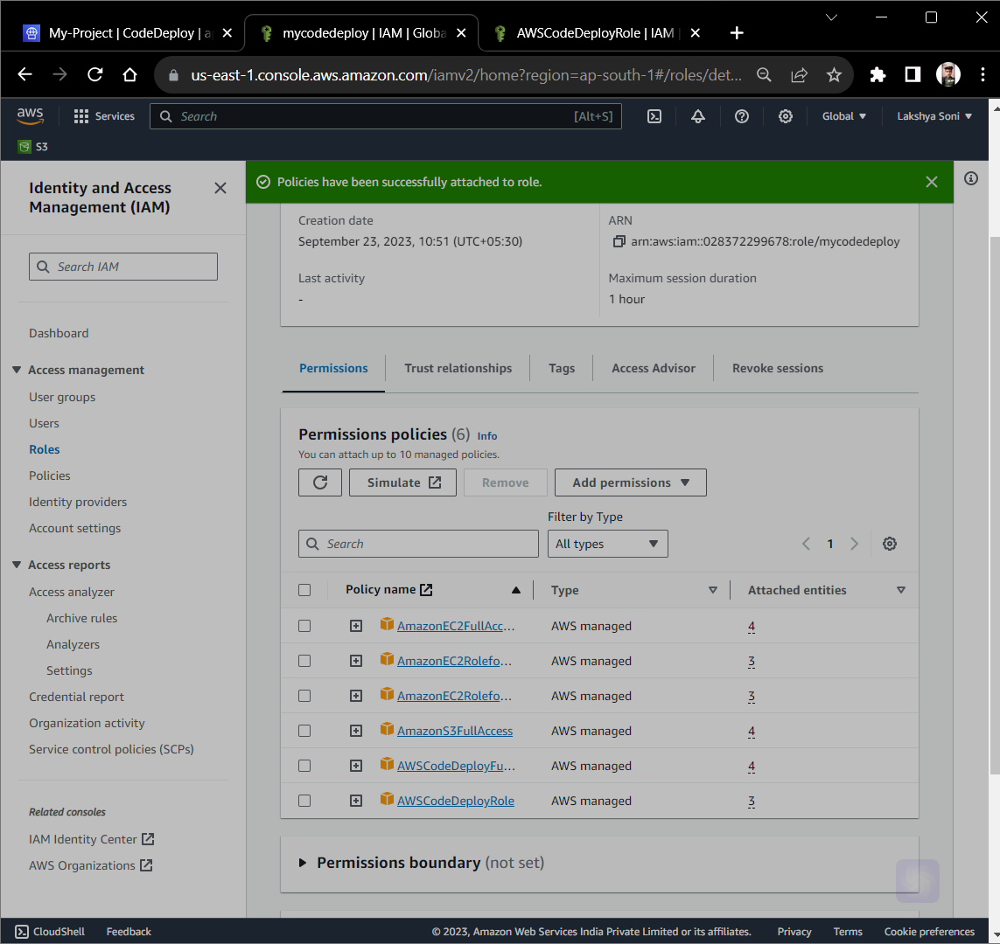 My-Project | CodeDeploy | a
mycodedeploy | IAM | Globa
AWSCodeDeployRole | IAM |
us-east-1.console.aws.amazon.com/iamv2/home?region=ap-south-1#/roles/det...
aws
Services
Search
[Alt+S]
Global
Lakshya Soni
S3
Identity and Access
Management (IAM)
Search IAM
Dashboard
Access management
User groups
Users
Roles
Policies
Identity providers
Account settings
Access reports
Access analyzer
Archive rules
Analyzers
Settings
Credential report
Organization activity
Service control policies (SCPs)
Related consoles
IAM Identity Center
AWS Organizations
Policies have been successfully attached to role.
Creation date
September 23, 2023, 10:51 (UTC+05:30)
ARN
arn:aws:iam::028372299678:role/mycodedeploy
Last activity
-
Maximum session duration
1 hour
Permissions
Trust relationships
Tags
Access Advisor
Revoke sessions
Permissions policies (6) Info
You can attach up to 10 managed policies.
Simulate
Remove
Add permissions
Filter by Type
Search
All types
1
Policy name
Type
Attached entities
AmazonEC2FullAcc... AWS managed 4
AmazonEC2Rolefo... AWS managed 3
AmazonEC2Rolefo... AWS managed 3
AmazonS3FullAccess AWS managed 4
AWSCodeDeployFu... AWS managed 4
AWSCodeDeployRole AWS managed 3
Permissions boundary (not set)
CloudShell
Feedback
© 2023, Amazon Web Services India Private Limited or its affiliates.
Privacy
Terms
Cookie preferences